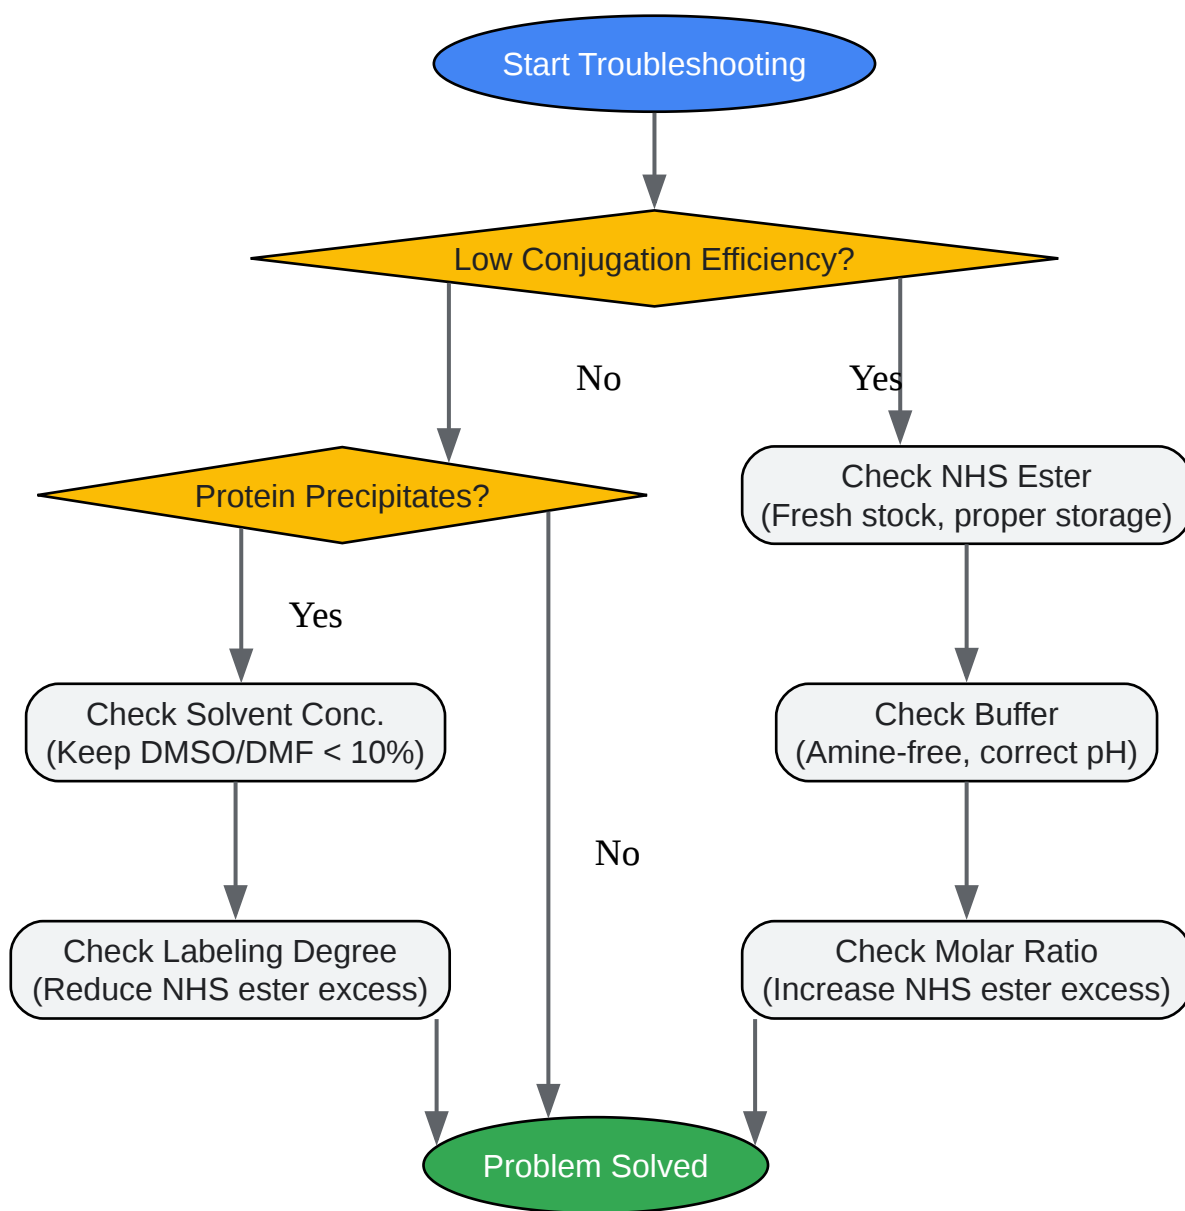 Start Troubleshooting
Low Conjugation Efficiency?
No
Yes
Protein Precipitates?
Check NHS Ester
(Fresh stock, proper storage)
Yes
Check Solvent Conc.
(Keep DMSO/DMF < 10%)
Check Buffer
(Amine-free, correct pH)
No
Check Labeling Degree
(Reduce NHS ester excess)
Check Molar Ratio
(Increase NHS ester excess)
Problem Solved